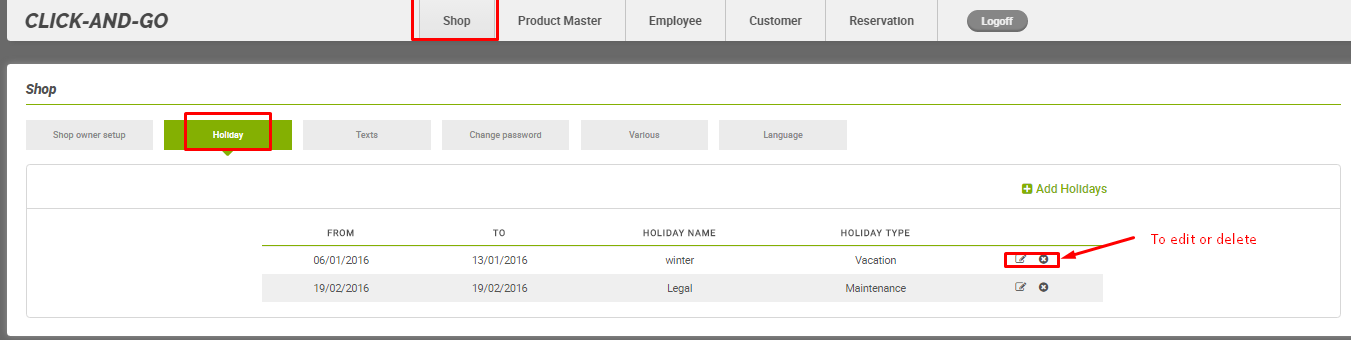 CLICK-AND-GO Shop Product Master Employee Customer Reservation Logoff
Shop
Shop owner setup Holiday Texts Change password Various Language
Add Holidays
FROM TO HOLIDAY NAME HOLIDAY TYPE
To edit or delete
06/01/2016 13/01/2016 winter Vacation
19/02/2016 19/02/2016 Legal Maintenance